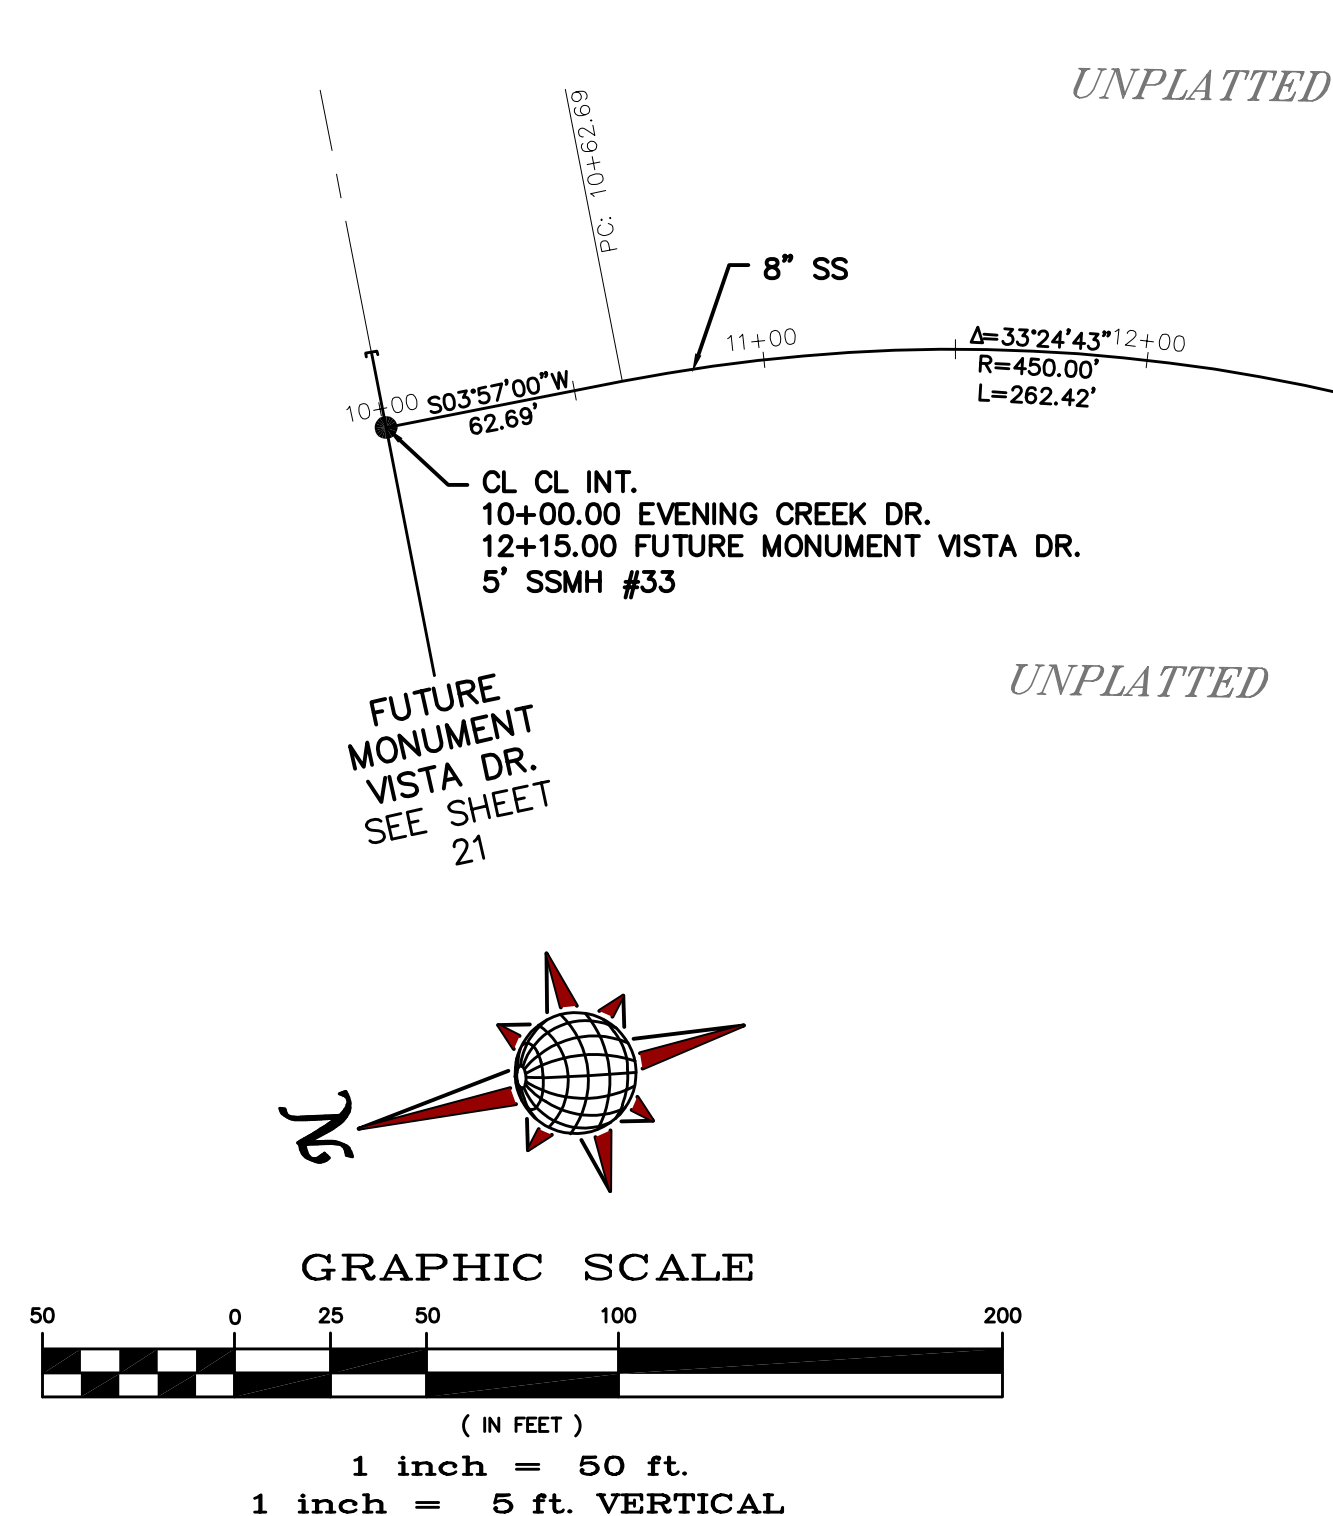 UNPLATTED
PC: 10+62.69
8" SS
11+00
Δ=33°24'43"
12+00
R=450.00'
L=262.42'
10+00
S03°57'00"W
62.69'
CL CL INT.
10+00.00 EVENING CREEK DR.
12+15.00 FUTURE MONUMENT VISTA DR.
5' SSMH #33
UNPLATTED
FUTURE
MONUMENT
VISTA DR.
SEE SHEET
21
N
GRAPHIC SCALE
50 0 25 50 100 200
( IN FEET )
1 inch = 50 ft.
1 inch = 5 ft. VERTICAL